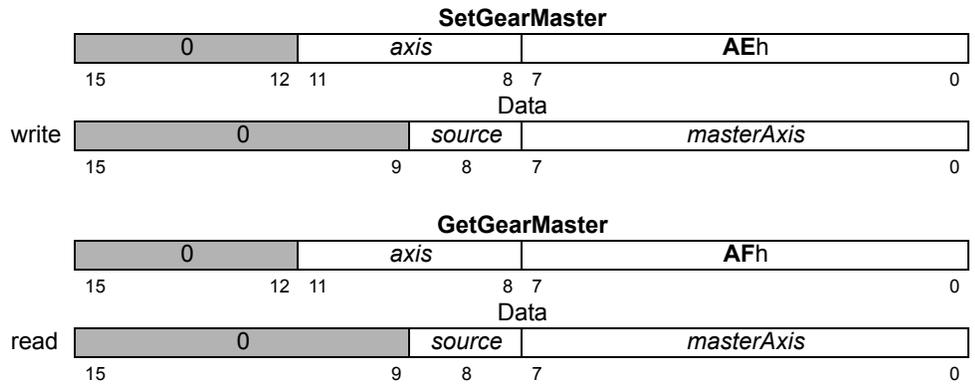 SetGearMaster
0 axis AEh
15 12 11 8 7 0
Data
write 0 source masterAxis
15 9 8 7 0
GetGearMaster
0 axis AFh
15 12 11 8 7 0
Data
read 0 source masterAxis
15 9 8 7 0